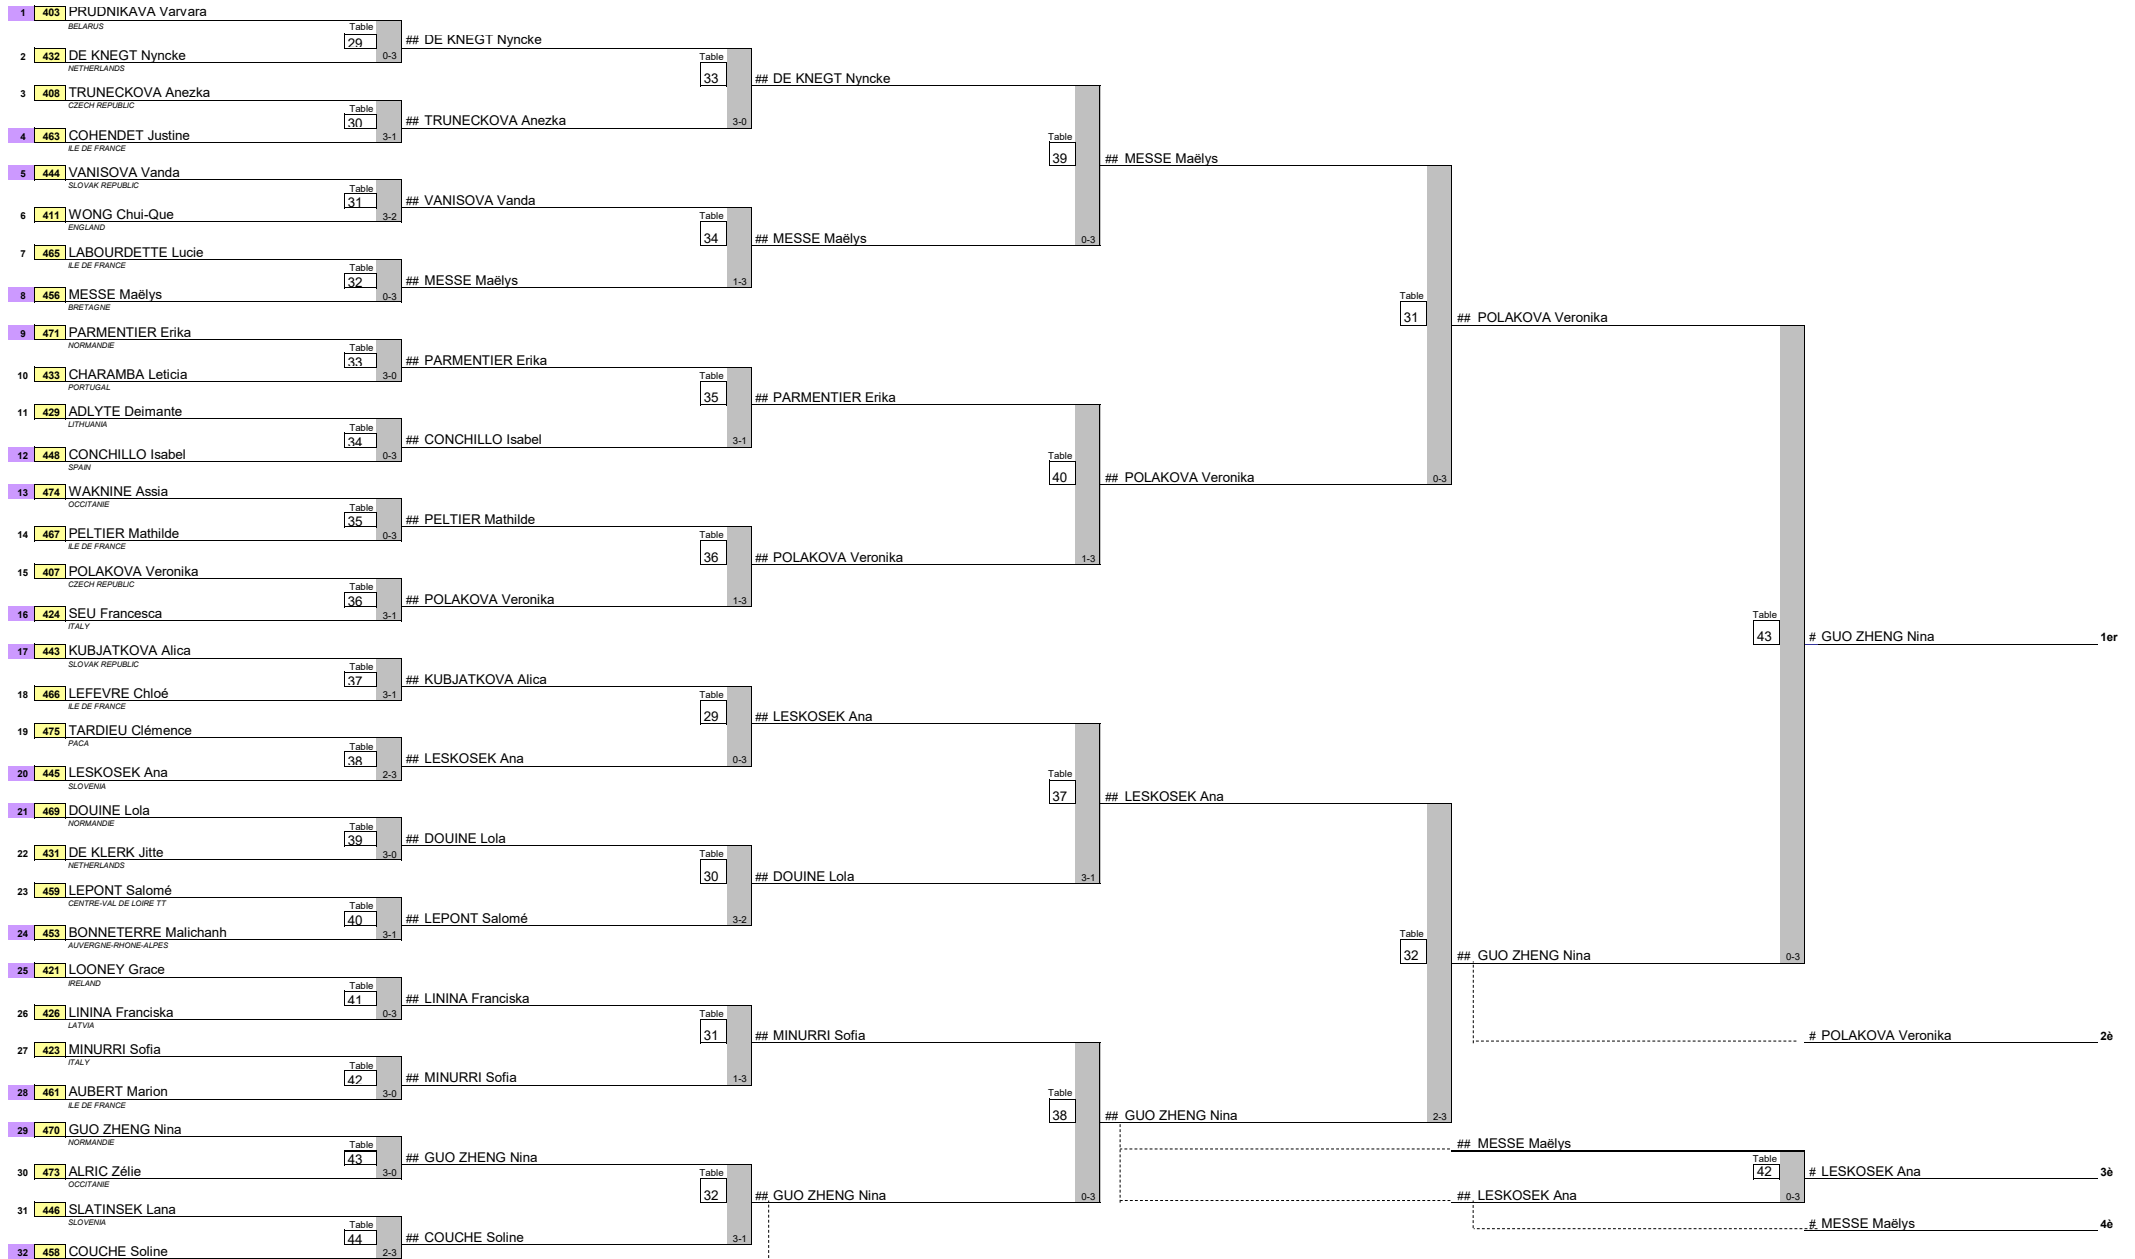 1 403 PRUDNIKAVA Varvara
BELARUS
Table
29
## DE KNEGT Nyncke
2 432 DE KNEGT Nyncke 0-3
NETHERLANDS
Table
33
## DE KNEGT Nyncke
3 408 TRUNECKOVA Anezka
CZECH REPUBLIC
Table
30
## TRUNECKOVA Anezka 3-0
4 463 COHENDET Justine 3-1
ILE DE FRANCE
Table
39
## MESSE Maëlys
5 444 VANISOVA Vanda
SLOVAK REPUBLIC
Table
31
## VANISOVA Vanda
6 411 WONG Chui-Que 3-2
ENGLAND
Table
34
## MESSE Maëlys 0-3
7 465 LABOURDETTE Lucie
ILE DE FRANCE
Table
32
## MESSE Maëlys 1-3
8 456 MESSE Maëlys 0-3
BRETAGNE
Table
31
## POLAKOVA Veronika
9 471 PARMENTIER Erika
NORMANDIE
Table
33
## PARMENTIER Erika
10 433 CHARAMBA Leticia 3-0
PORTUGAL
Table
35
## PARMENTIER Erika
11 429 ADLYTE Deimante
LITHUANIA
Table
34
## CONCHILLO Isabel 3-1
12 448 CONCHILLO Isabel 0-3
SPAIN
Table
40
## POLAKOVA Veronika 0-3
13 474 WAKNINE Assia
OCCITANIE
Table
35
## PELTIER Mathilde
14 467 PELTIER Mathilde 0-3
ILE DE FRANCE
Table
36
## POLAKOVA Veronika 1-3
15 407 POLAKOVA Veronika
CZECH REPUBLIC
Table
36
## POLAKOVA Veronika 1-3
16 424 SEU Francesca 3-1
ITALY
Table
43
# GUO ZHENG Nina 1er
17 443 KUBJATKOVA Alica
SLOVAK REPUBLIC
Table
37
## KUBJATKOVA Alica
18 466 LEFEVRE Chloé 3-1
ILE DE FRANCE
Table
29
## LESKOSEK Ana
19 475 TARDIEU Clémence
PACA
Table
38
## LESKOSEK Ana 0-3
20 445 LESKOSEK Ana 2-3
SLOVENIA
Table
37
## LESKOSEK Ana
21 469 DOUINE Lola
NORMANDIE
Table
39
## DOUINE Lola
22 431 DE KLERK Jitte 3-0
NETHERLANDS
Table
30
## DOUINE Lola 3-1
23 459 LEPONT Salomé
CENTRE-VAL DE LOIRE TT
Table
40
## LEPONT Salomé 3-2
24 453 BONNETERRE Malichanh 3-1
AUVERGNE-RHONE-ALPES
Table
32
## GUO ZHENG Nina 0-3
25 421 LOONEY Grace
IRELAND
Table
41
## LININA Franciska
26 426 LININA Franciska 0-3
LATVIA
Table
31
## MINURRI Sofia
# POLAKOVA Veronika 2è
27 423 MINURRI Sofia
ITALY
Table
42
## MINURRI Sofia 1-3
28 461 AUBERT Marion 3-0
ILE DE FRANCE
Table
38
## GUO ZHENG Nina 2-3
29 470 GUO ZHENG Nina
NORMANDIE
## MESSE Maëlys
Table
43
## GUO ZHENG Nina
Table
42
# LESKOSEK Ana 3è
30 473 ALRIC Zélie 3-0
OCCITANIE
Table
32
## GUO ZHENG Nina 0-3
## LESKOSEK Ana 0-3
31 446 SLATINSEK Lana
SLOVENIA
# MESSE Maëlys 4è
Table
44
## COUCHE Soline 3-1
32 458 COUCHE Soline 2-3